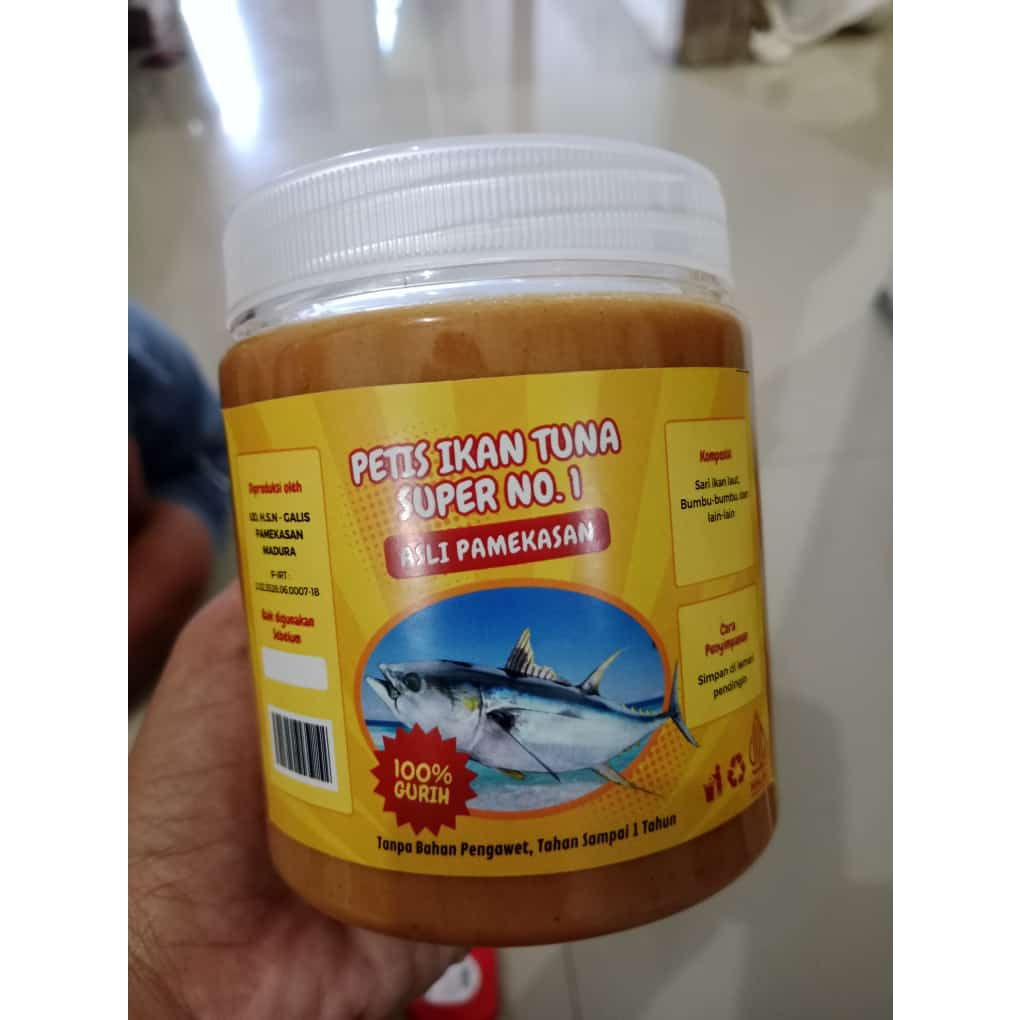 PETIS IKAN TUNA
SUPER NO. 1
ASLI PAMEKASAN
Diproduksi oleh
UD. H.S.N - GALIS
PAMEKASAN
MADURA
P-IRT :
Baik digunakan
Sebelum
100%
GURIH
Tanpa Bahan Pengawet, Tahan Sampai 1 Tahun
Komposisi
Sari ikan laut,
Bumbu-bumbu, dan
lain-lain
Cara
Penyimpanan
Simpan di lemari
pendingin